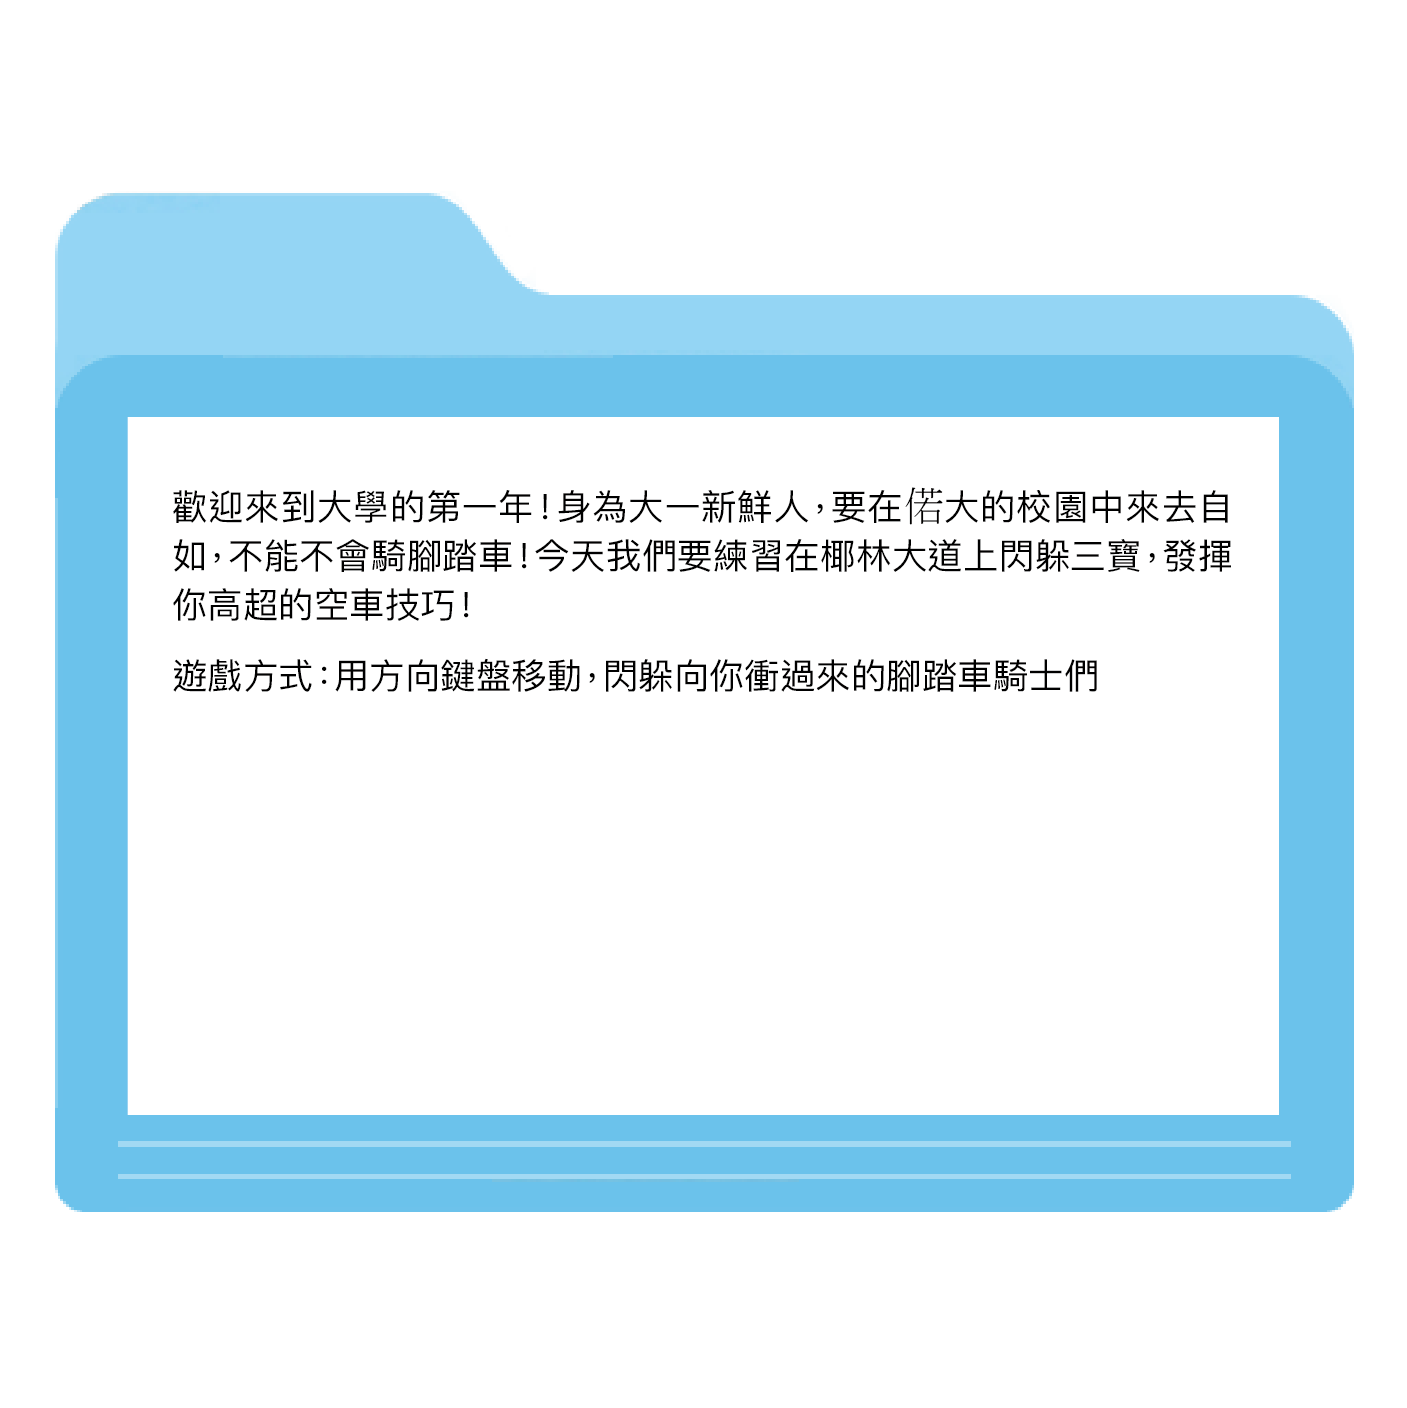 歡迎來到大學的第一年！身為大一新鮮人，要在偌大的校園中來去自
如，不能不會騎腳踏車！今天我們要練習在椰林大道上閃躲三寶，發揮
你高超的空車技巧！
遊戲方式：用方向鍵盤移動，閃躲向你衝過來的腳踏車騎士們